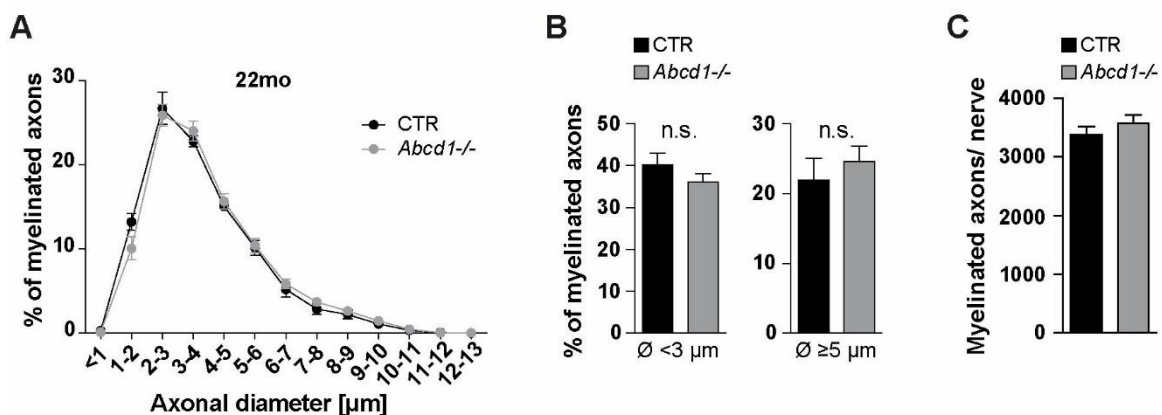 A
22mo
CTR
Abcd1-/-
% of myelinated axons
30
20
10
0
<1
1-2
2-3
3-4
4-5
5-6
6-7
7-8
8-9
9-10
10-11
11-12
12-13
Axonal diameter [µm]
B
CTR
Abcd1-/-
% of myelinated axons
50
40
30
20
10
0
n.s.
Ø <3 µm
30
20
10
0
n.s.
Ø ≥5 µm
C
CTR
Abcd1-/-
Myelinated axons/ nerve
4000
3000
2000
1000
0